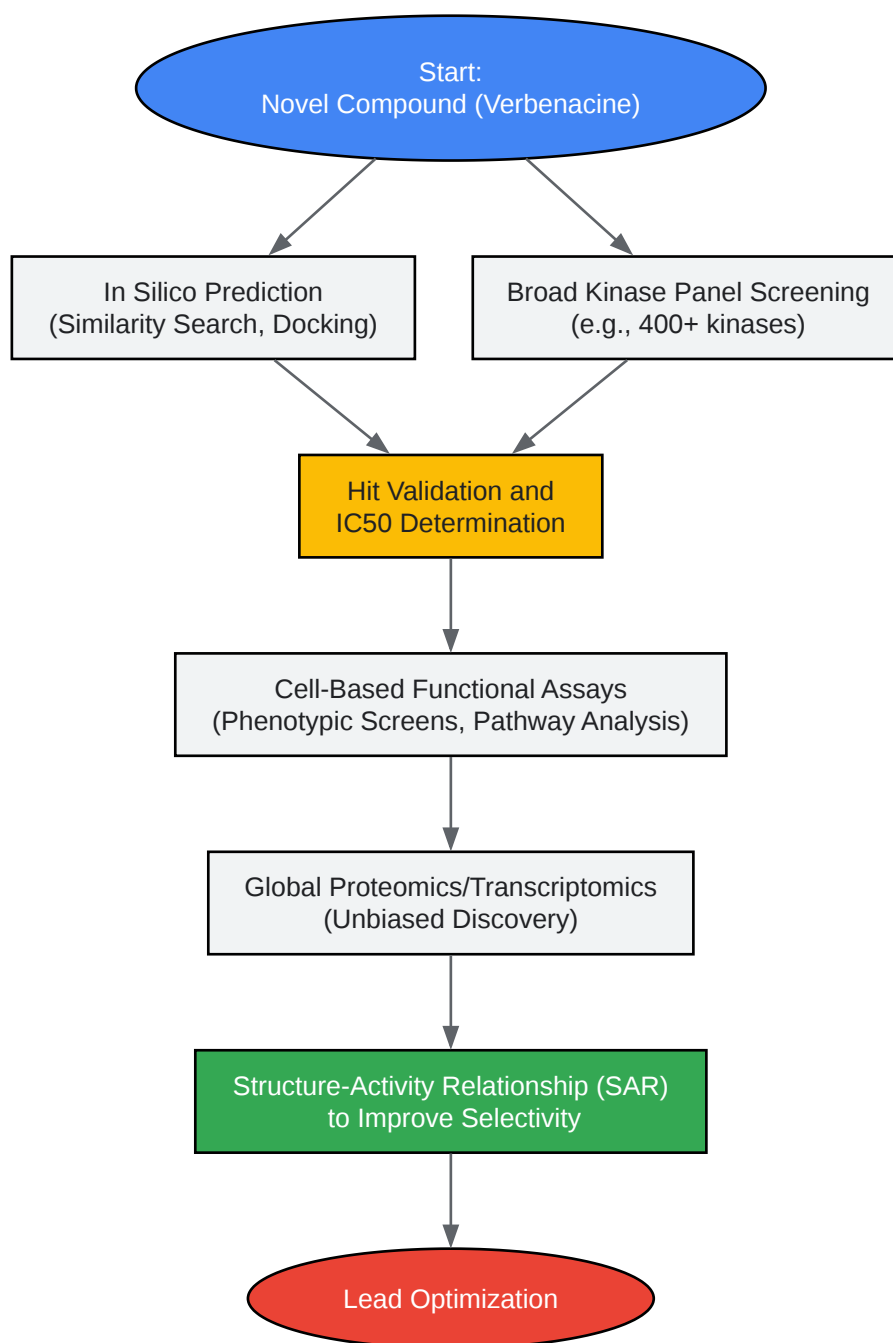 Start:
Novel Compound (Verbenacine)
In Silico Prediction
(Similarity Search, Docking)
Broad Kinase Panel Screening
(e.g., 400+ kinases)
Hit Validation and
IC50 Determination
Cell-Based Functional Assays
(Phenotypic Screens, Pathway Analysis)
Global Proteomics/Transcriptomics
(Unbiased Discovery)
Structure-Activity Relationship (SAR)
to Improve Selectivity
Lead Optimization